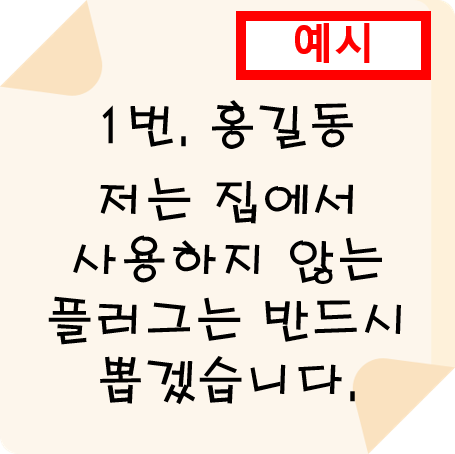 예시
1번. 홍길동
저는 집에서
사용하지 않는
플러그는 반드시
뽑겠습니다.